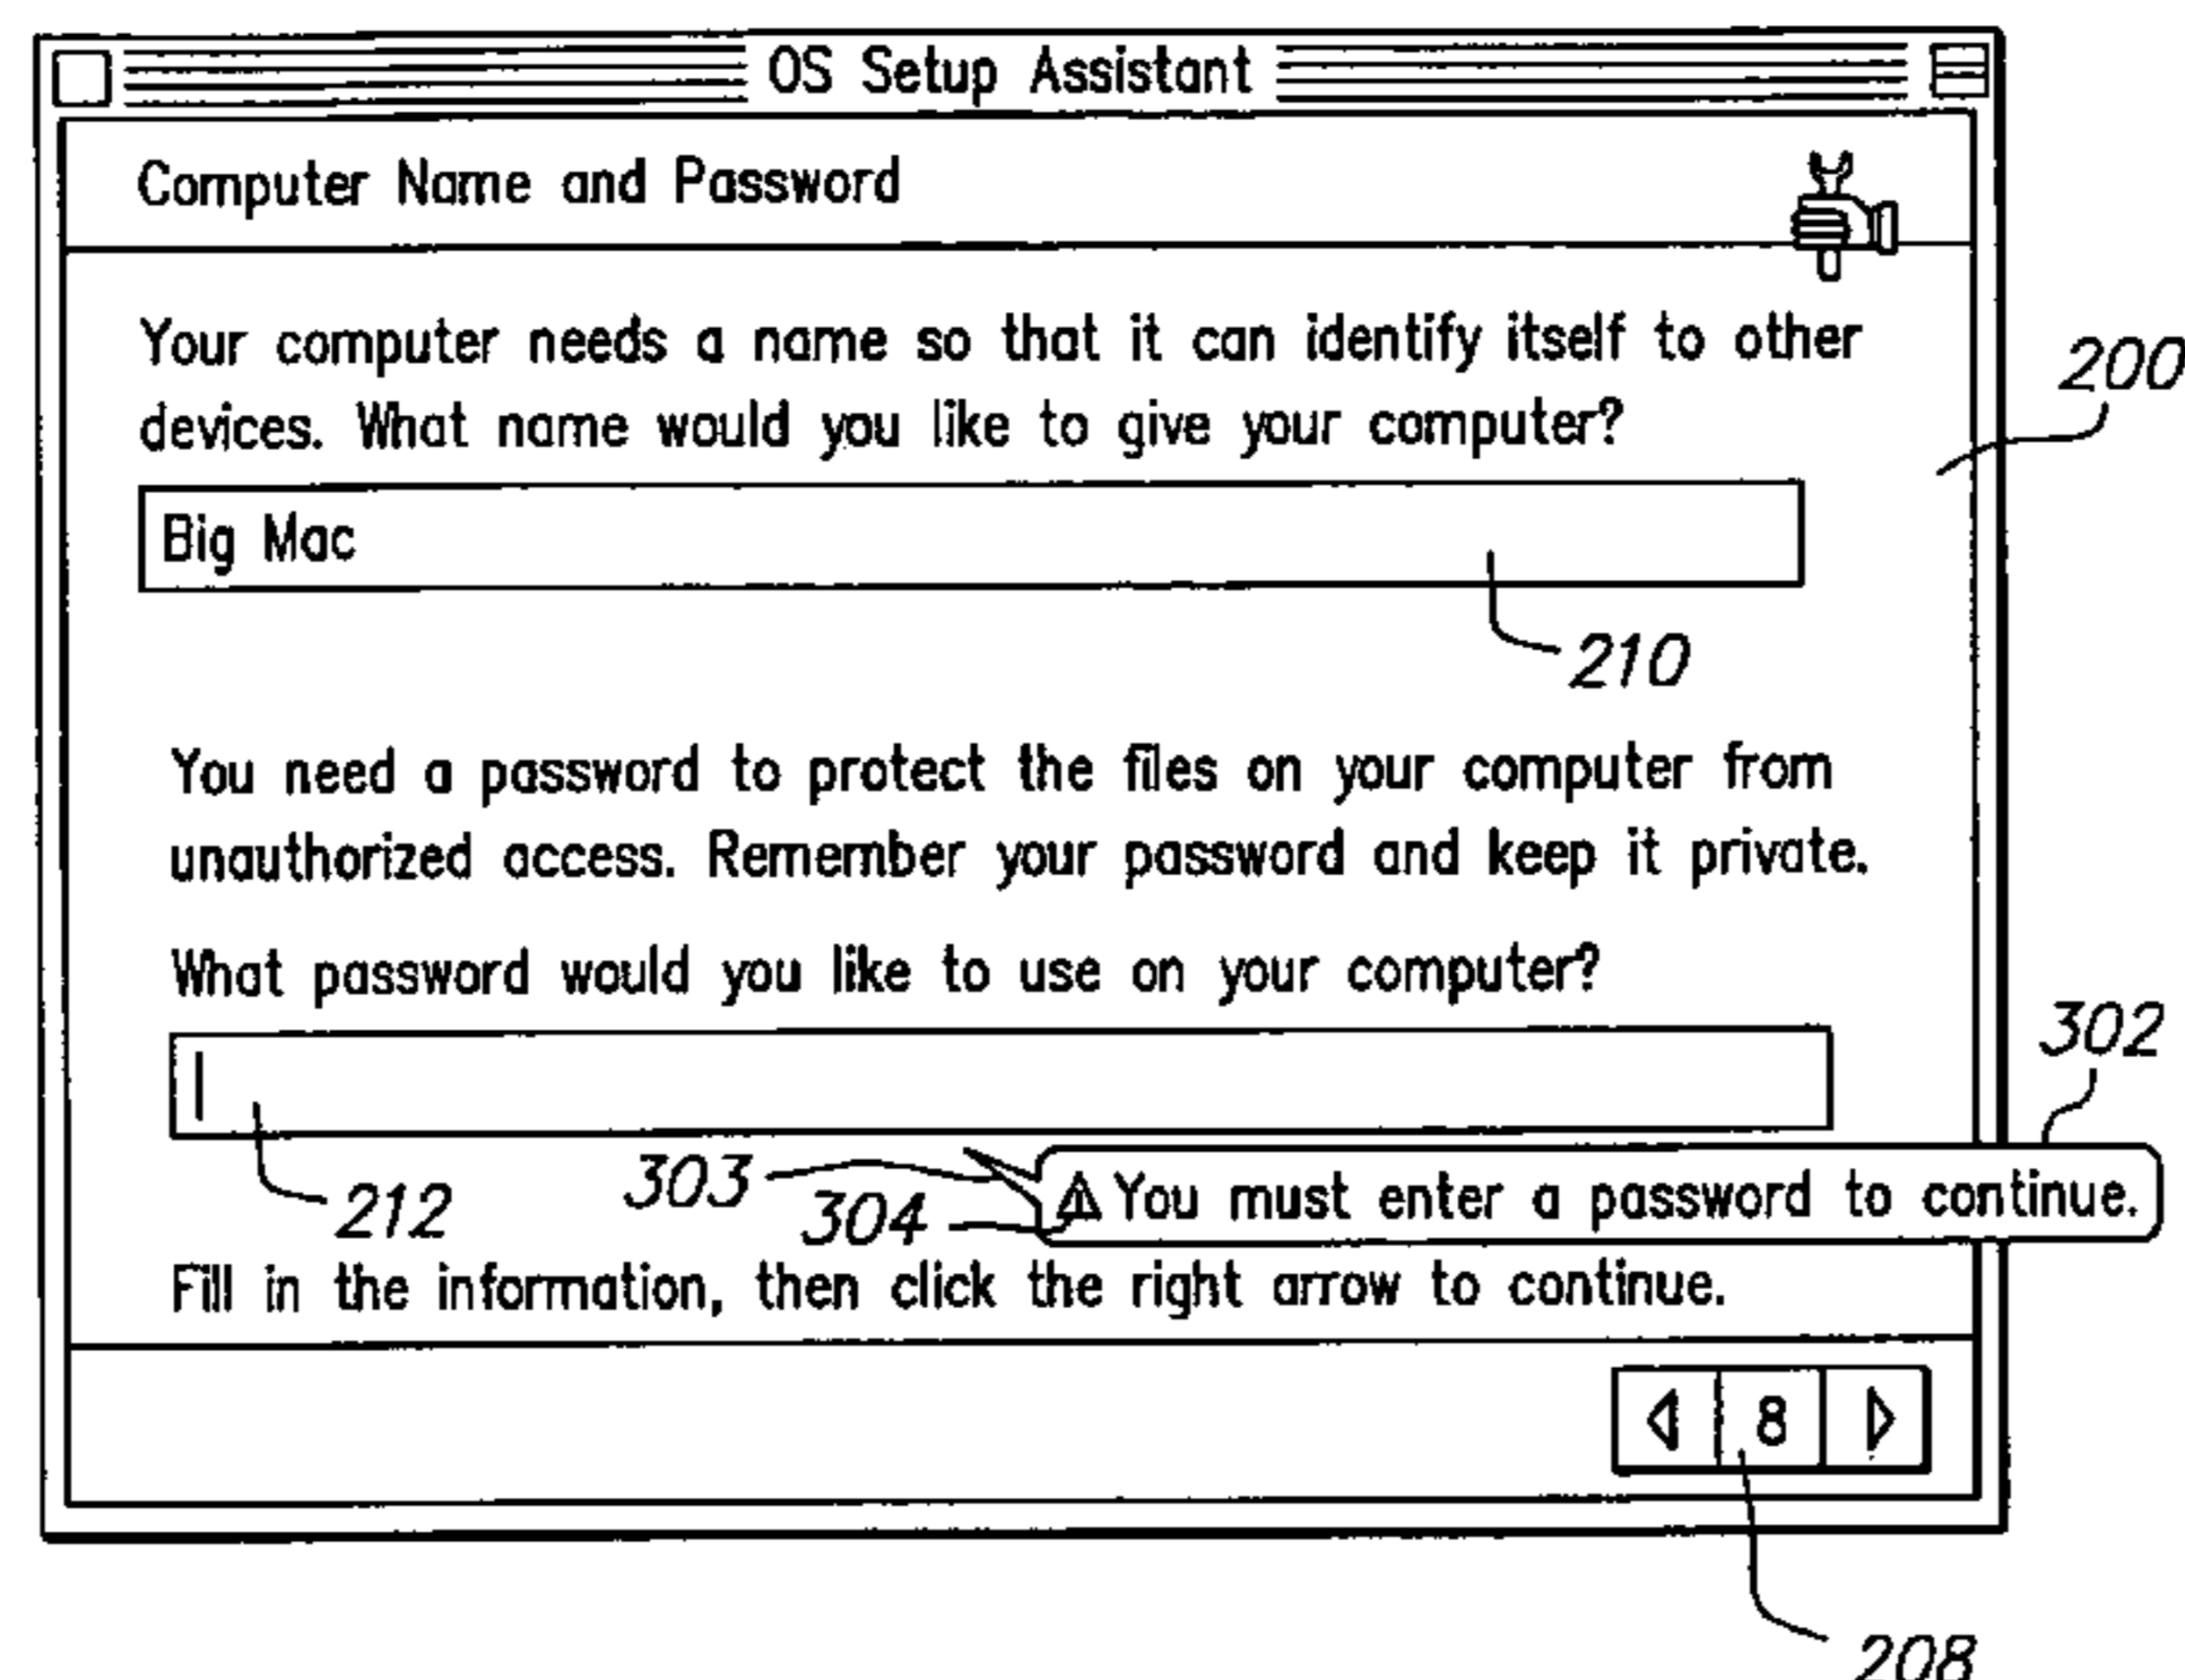 OS Setup Assistant
Computer Name and Password
Your computer needs a name so that it can identify itself to other
devices. What name would you like to give your computer?
200
Big Mac
210
You need a password to protect the files on your computer from
unauthorized access. Remember your password and keep it private.
What password would you like to use on your computer?
302
212
303
304
You must enter a password to continue.
Fill in the information, then click the right arrow to continue.
8
208